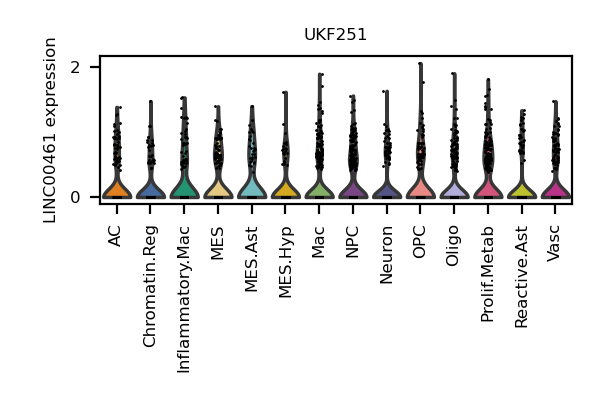 UKF251
LINC00461 expression
2
0
AC
Chromatin.Reg
Inflammatory.Mac
MES
MES.Ast
MES.Hyp
Mac
NPC
Neuron
OPC
Oligo
Prolif.Metab
Reactive.Ast
Vasc